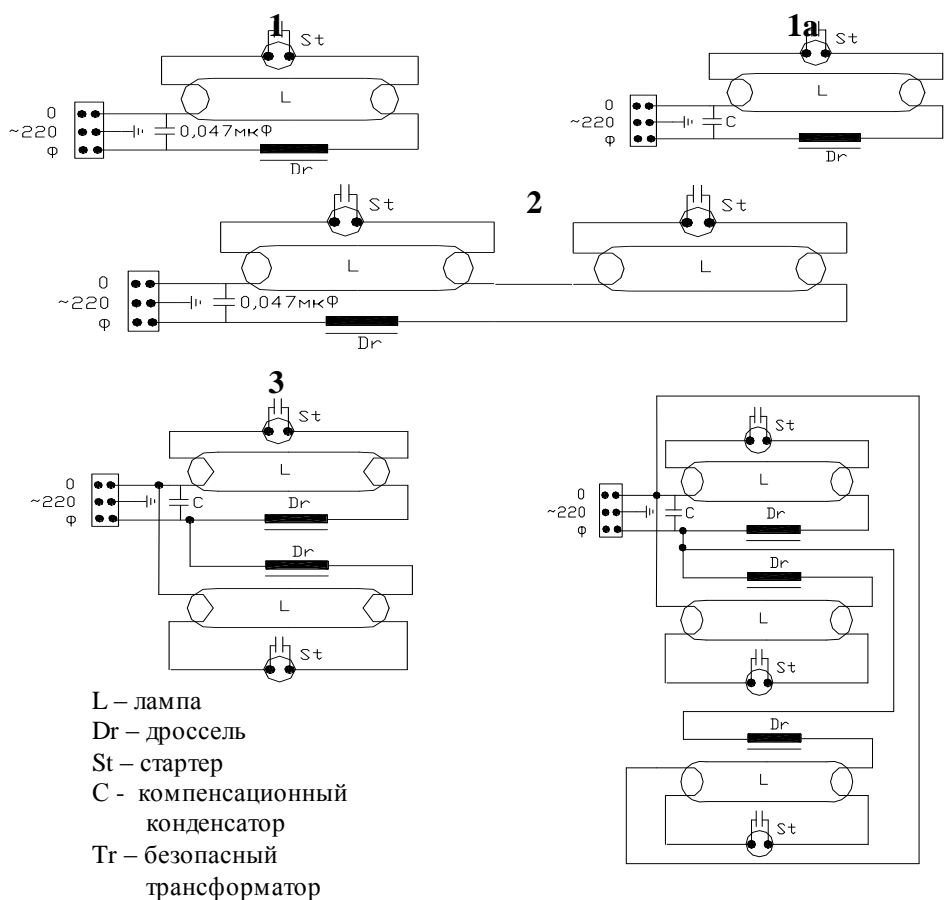 1
St
L
0
~220
Ф
0,047мкФ
Dr
1а
St
L
0
~220
Ф
C
Dr
2
St
St
L
L
0
~220
Ф
0,047мкФ
Dr
3
St
L
0
~220
Ф
C
Dr
Dr
L
St
St
L
0
~220
Ф
C
Dr
Dr
L
St
Dr
L
St
L – лампа
Dr – дроссель
St – стартер
C - компенсационный
конденсатор
Tr – безопасный
трансформатор